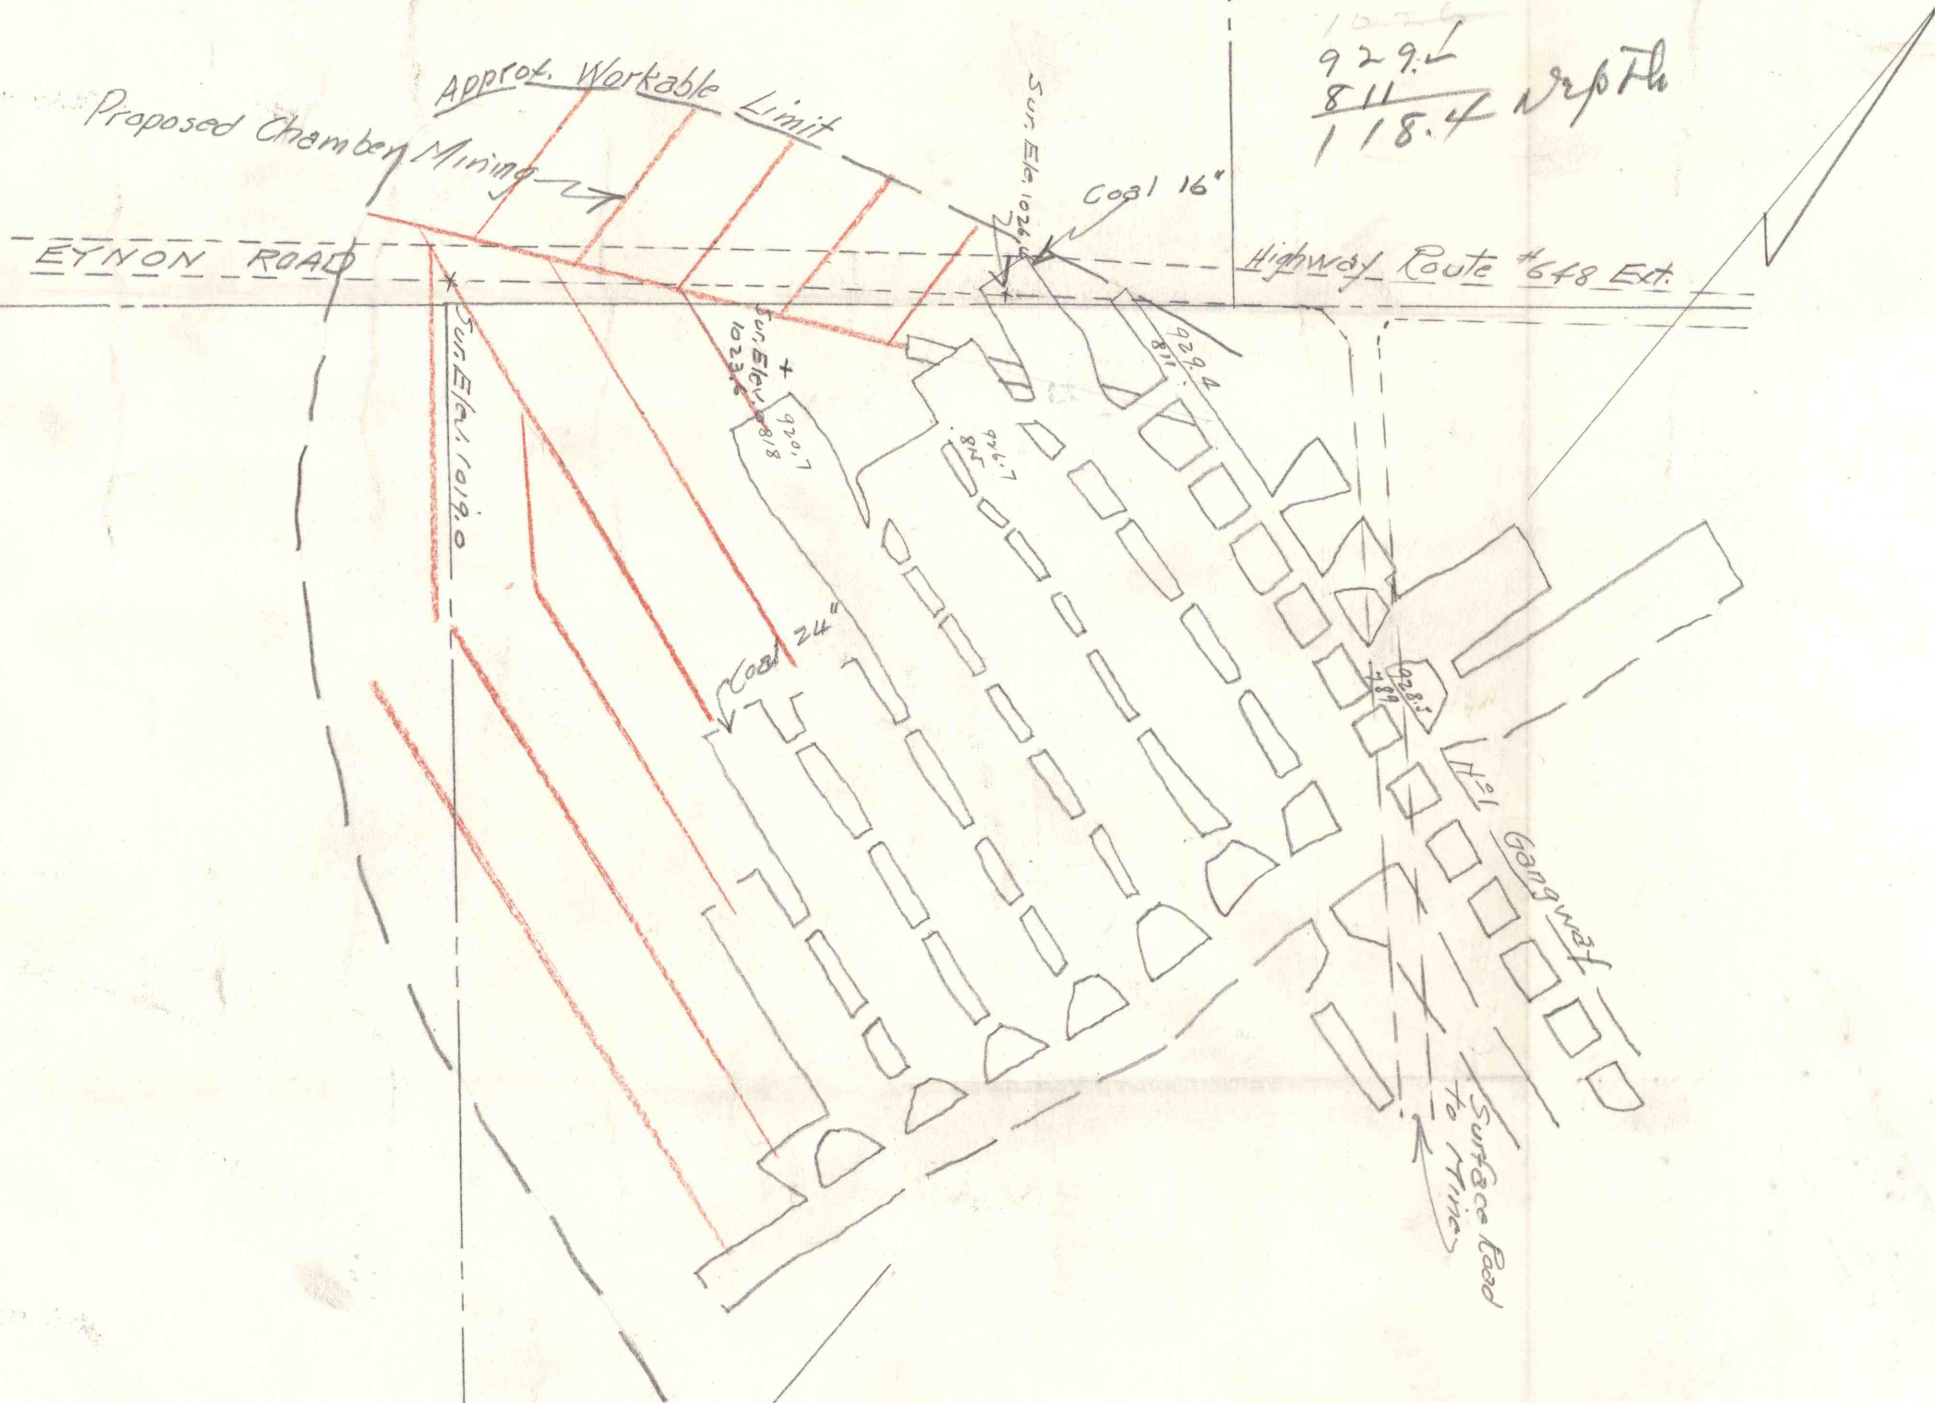 929.4
811
118.4 Depth
Approx. Workable Limit
Proposed Chamber Mining
Sur. Ele. 1026.
Coal 16"
EYNON ROAD
Highway Route #648 Ext.
Sur. Elev. 1019.0
Sur. Elev.
1023.6
920.7
818
926.7
815
929.4
811
Coal 24"
928.5
789
No 1 Gangway
Surface Road
to Mine